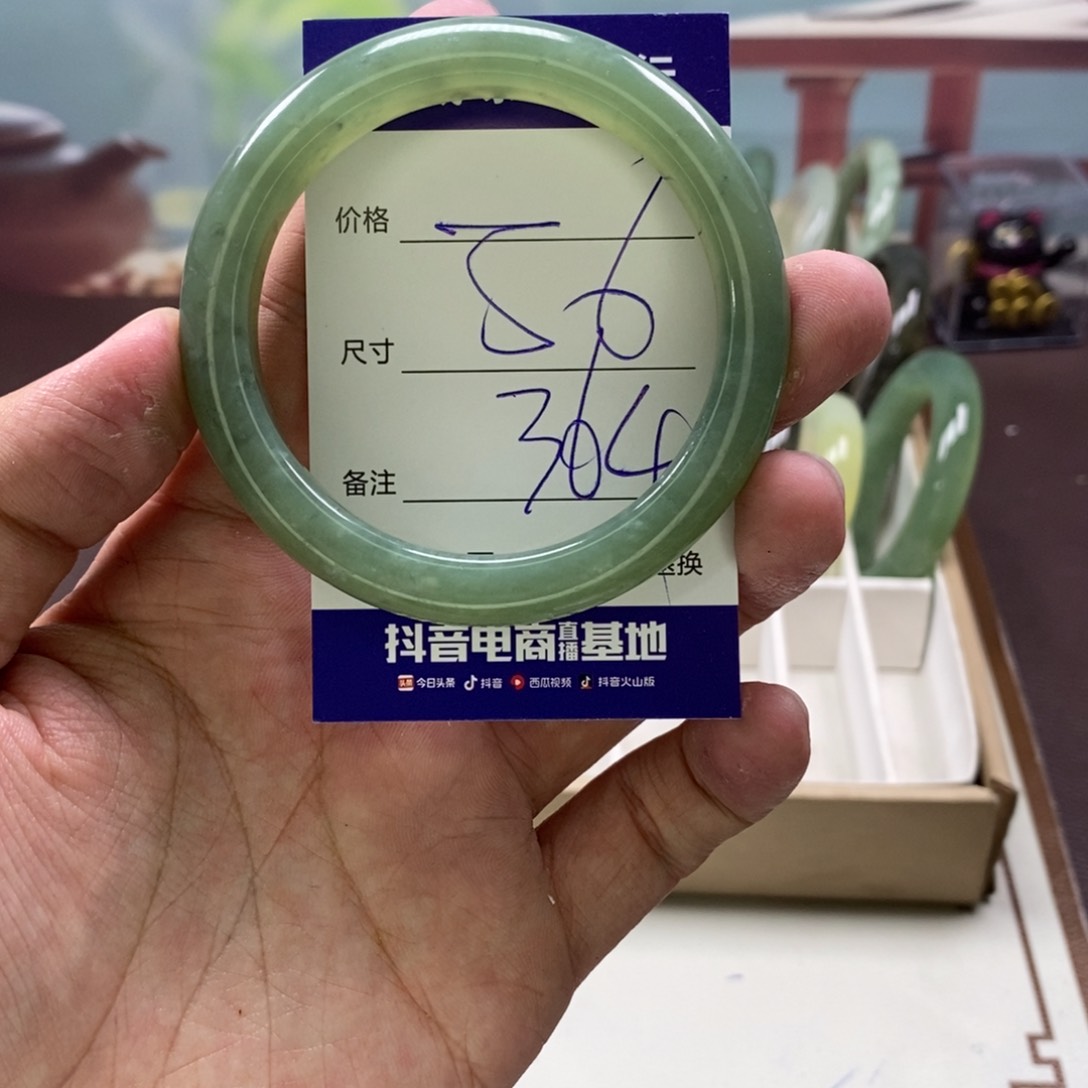 价格
56
尺寸
304
备注
换
抖音电商直播基地
今日头条 抖音 西瓜视频 抖音火山版